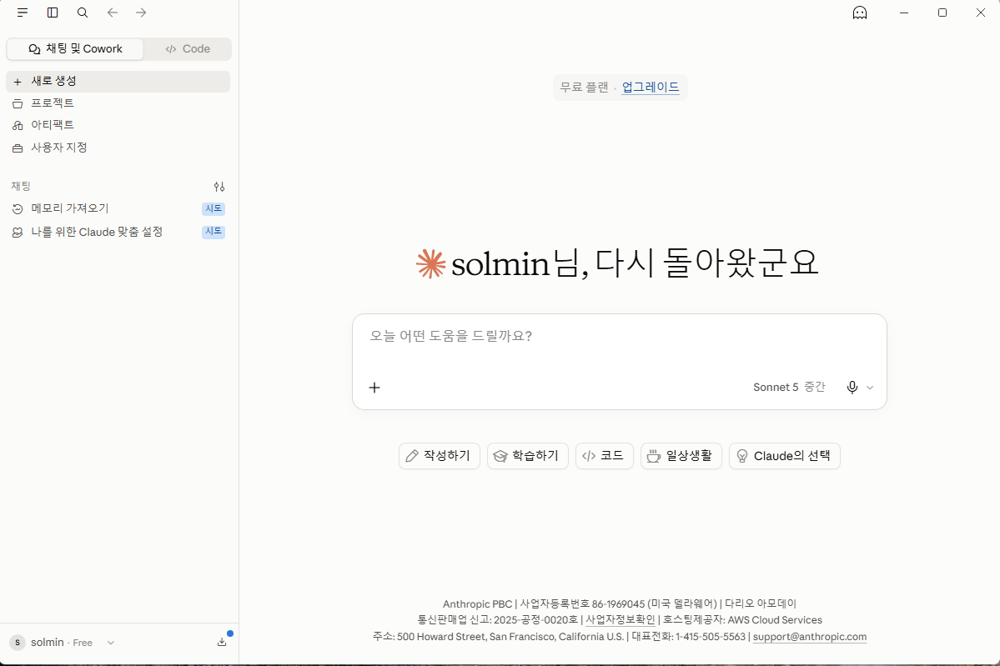 채팅 및 Cowork
Code
새로 생성
프로젝트
아티팩트
사용자 지정
채팅
메모리 가져오기 시도
나를 위한 Claude 맞춤 설정 시도
무료 플랜 · 업그레이드
solmin님, 다시 돌아왔군요
오늘 어떤 도움을 드릴까요?
Sonnet 5 중간
작성하기
학습하기
코드
일상생활
Claude의 선택
Anthropic PBC | 사업자등록번호 86-1969045 (미국 델라웨어) | 다리오 아모데이
통신판매업 신고: 2025-공정-0020호 | 사업자정보확인 | 호스팅제공자: AWS Cloud Services
주소: 500 Howard Street, San Francisco, California U.S. | 대표전화: 1-415-505-5563 | support@anthropic.com
S solmin · Free